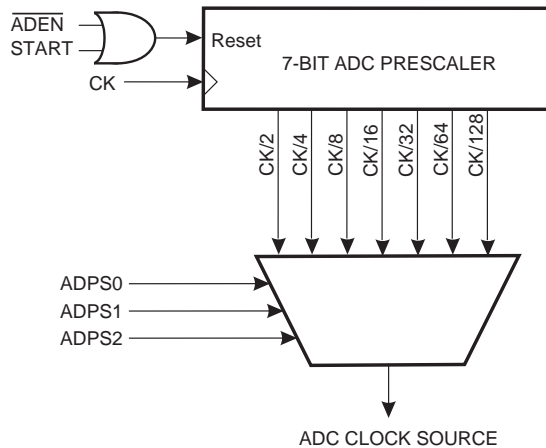 ADEN
START
Reset
7-BIT ADC PRESCALER
CK
CK/2
CK/4
CK/8
CK/16
CK/32
CK/64
CK/128
ADPS0
ADPS1
ADPS2
ADC CLOCK SOURCE